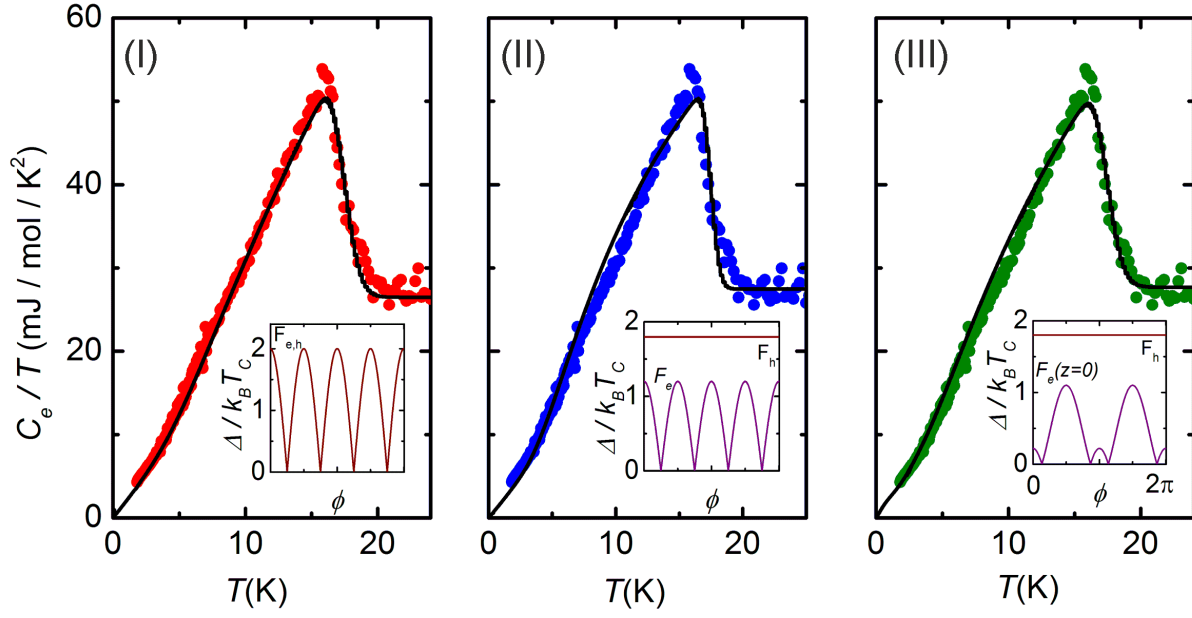 60
40
20
0
C_e / T (mJ / mol / K²)
(I)
F_e,h
2
1
0
Δ / k_B T_C
ϕ
0
10
20
T(K)
(II)
2
1
0
Δ / k_B T_C
F_e
F_h
ϕ
0
10
20
T(K)
(III)
2
1
0
Δ / k_B T_C
F_h
F_e(z=0)
0
ϕ
2π
0
10
20
T(K)